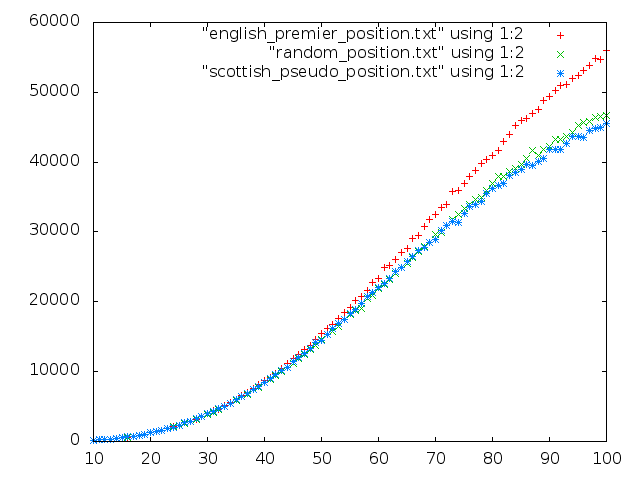 60000
50000
40000
30000
20000
10000
0
"english_premier_position.txt" using 1:2
"random_position.txt" using 1:2
"scottish_pseudo_position.txt" using 1:2
10 20 30 40 50 60 70 80 90 100